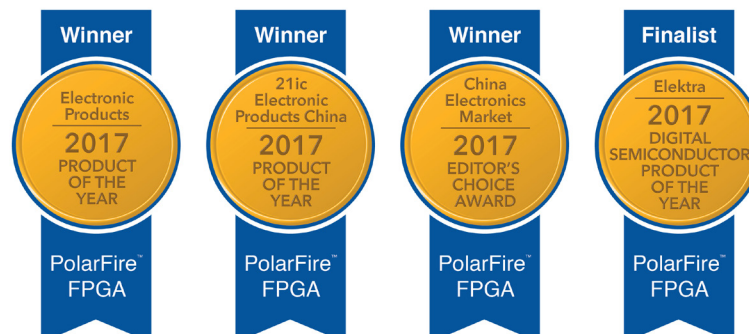 Winner
Electronic
Products
2017
PRODUCT
OF THE
YEAR
PolarFire™
FPGA
Winner
21ic
Electronic
Products China
2017
PRODUCT
OF THE
YEAR
PolarFire™
FPGA
Winner
China
Electronics
Market
2017
EDITOR'S
CHOICE
AWARD
PolarFire™
FPGA
Finalist
Elektra
2017
DIGITAL
SEMICONDUCTOR
PRODUCT
OF THE
YEAR
PolarFire™
FPGA